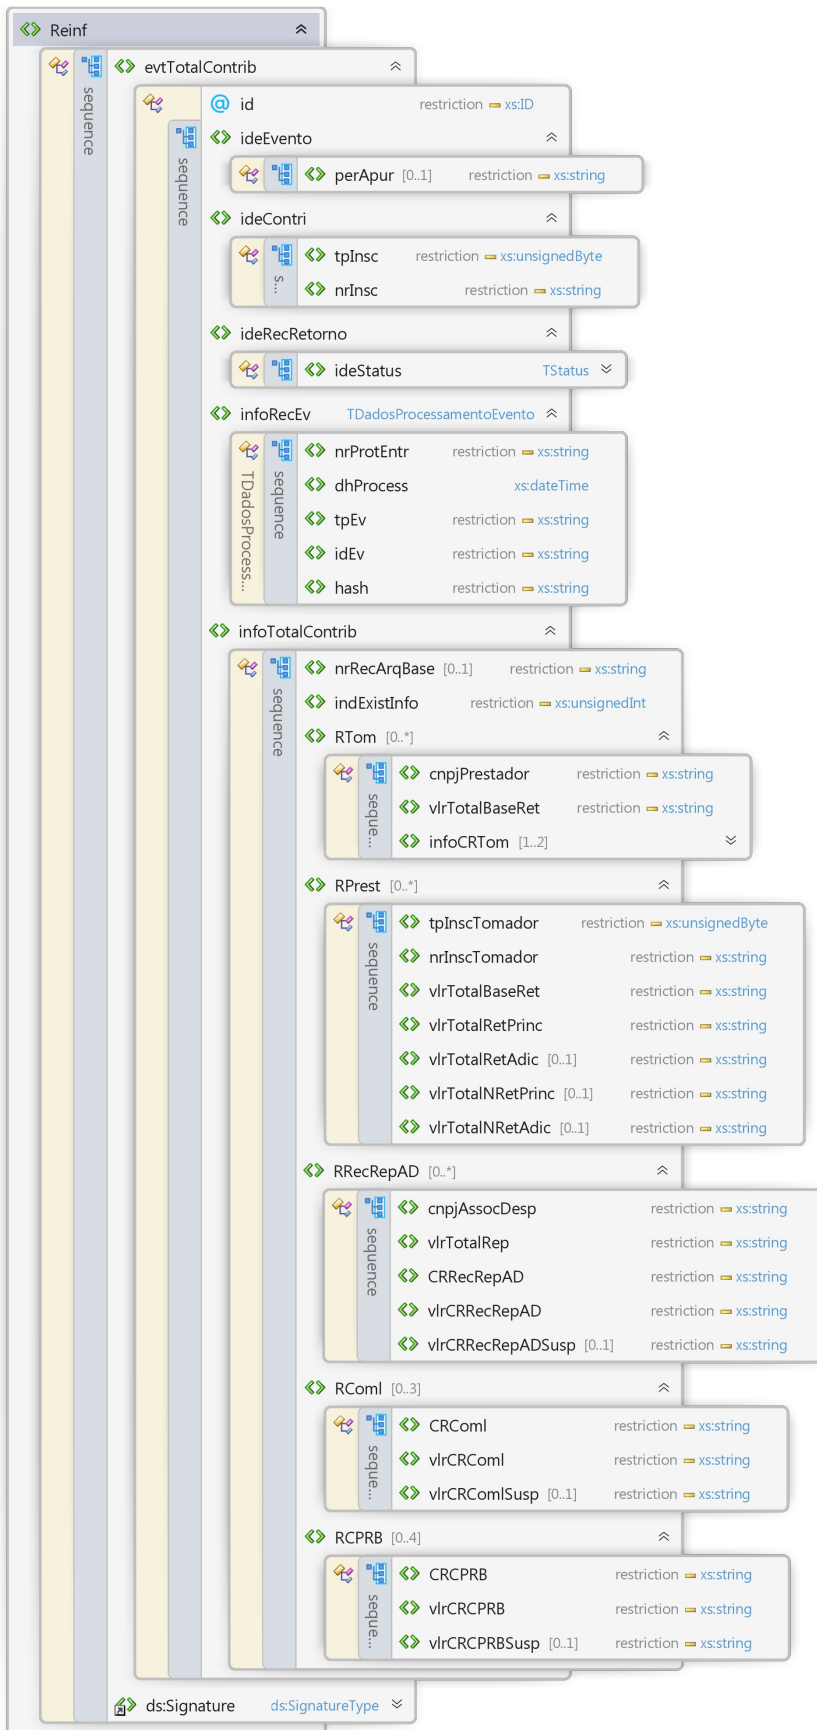 Reinf
sequence
evtTotalContrib
sequence
@ id restriction xs:ID
ideEvento
perApur [0..1] restriction xs:string
ideContri
s...
tpInsc restriction xs:unsignedByte
nrInsc restriction xs:string
ideRecRetorno
ideStatus TStatus
infoRecEv TDadosProcessamentoEvento
TDadosProcess...
sequence
nrProtEntr restriction xs:string
dhProcess xs:dateTime
tpEv restriction xs:string
idEv restriction xs:string
hash restriction xs:string
infoTotalContrib
sequence
nrRecArqBase [0..1] restriction xs:string
indExistInfo restriction xs:unsignedInt
RTom [0..*]
seque...
cnpjPrestador restriction xs:string
vlrTotalBaseRet restriction xs:string
infoCRTom [1..2]
RPrest [0..*]
sequence
tpInscTomador restriction xs:unsignedByte
nrInscTomador restriction xs:string
vlrTotalBaseRet restriction xs:string
vlrTotalRetPrinc restriction xs:string
vlrTotalRetAdic [0..1] restriction xs:string
vlrTotalNRetPrinc [0..1] restriction xs:string
vlrTotalNRetAdic [0..1] restriction xs:string
RRecRepAD [0..*]
sequence
cnpjAssocDesp restriction xs:string
vlrTotalRep restriction xs:string
CRRecRepAD restriction xs:string
vlrCRRecRepAD restriction xs:string
vlrCRRecRepADSusp [0..1] restriction xs:string
RComl [0..3]
seque...
CRComl restriction xs:string
vlrCRComl restriction xs:string
vlrCRComlSusp [0..1] restriction xs:string
RCPRB [0..4]
seque...
CRCPRB restriction xs:string
vlrCRCPRB restriction xs:string
vlrCRCPRBSusp [0..1] restriction xs:string
ds:Signature ds:SignatureType